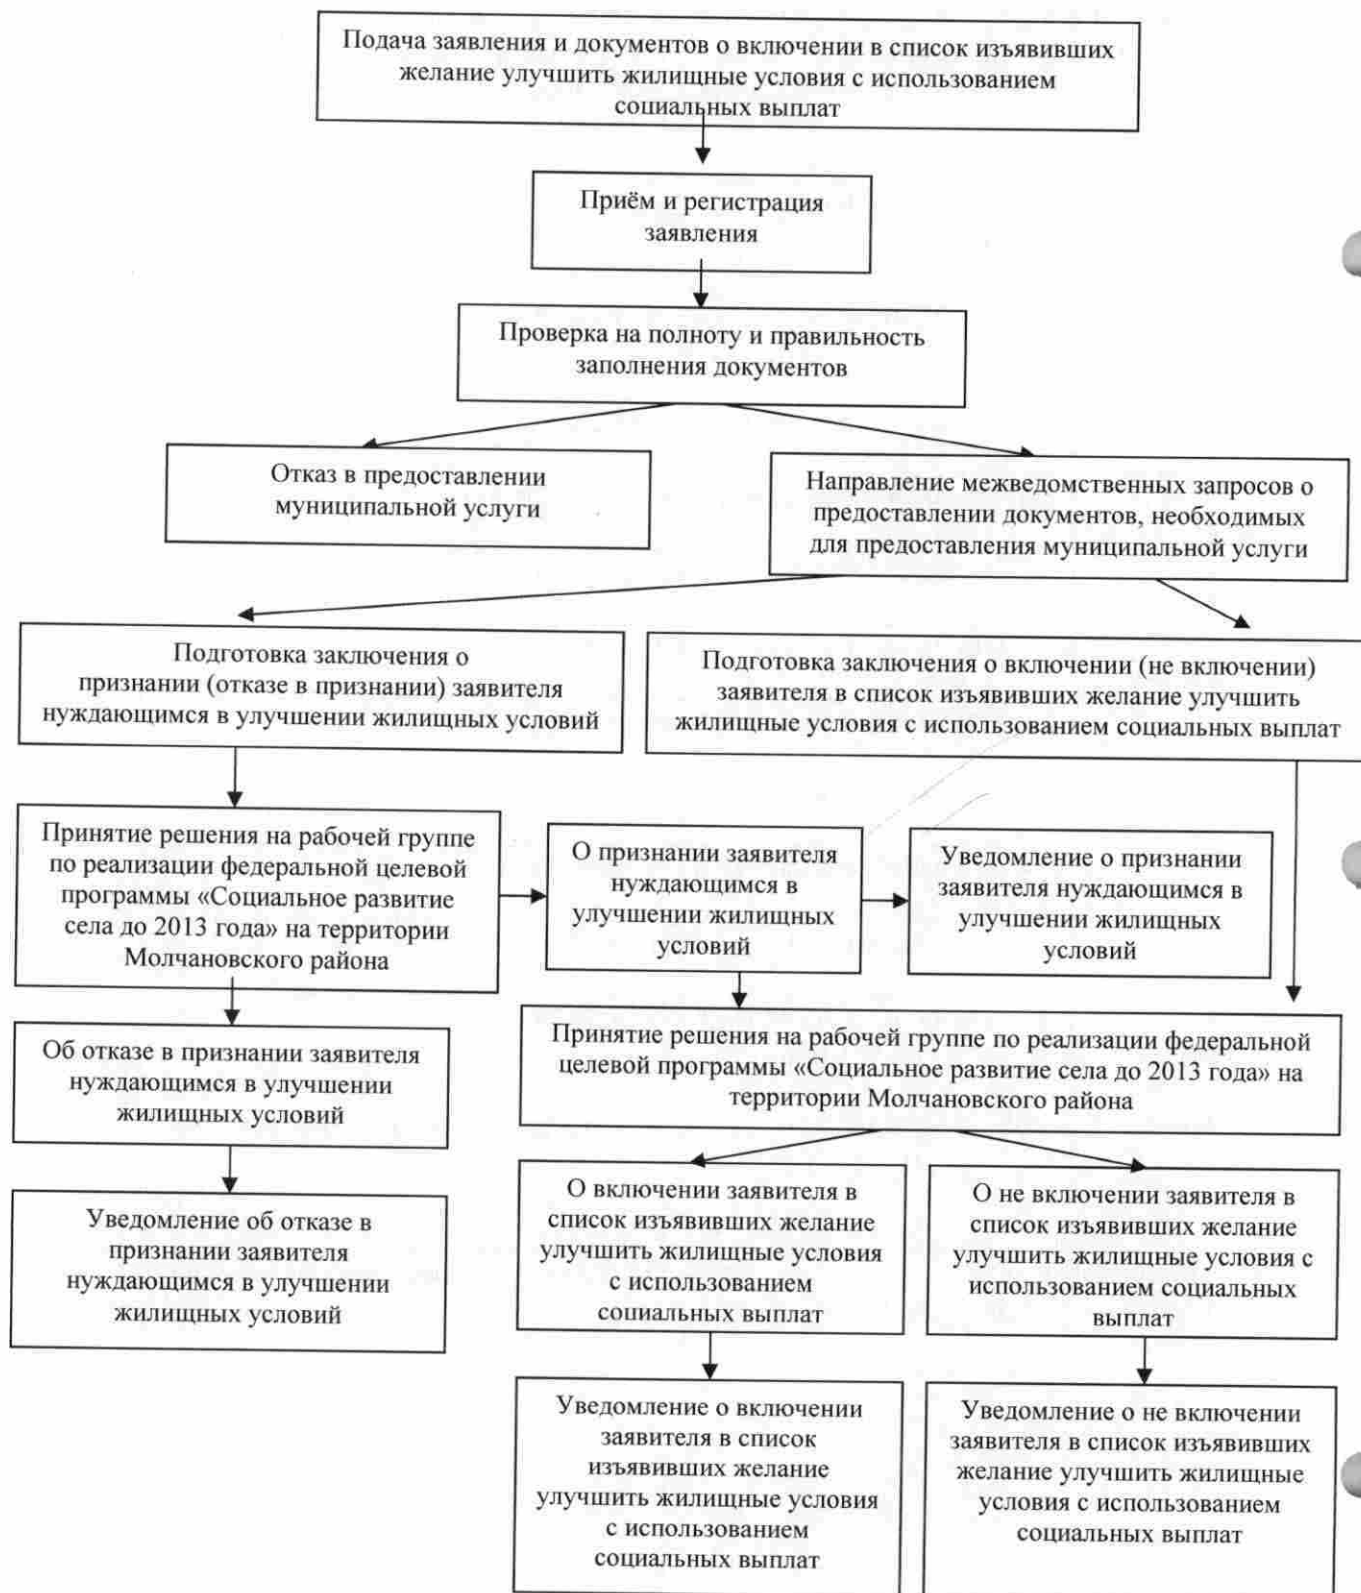 Подача заявления и документов о включении в список изъявивших
желание улучшить жилищные условия с использованием
социальных выплат
Приём и регистрация
заявления
Проверка на полноту и правильность
заполнения документов
Отказ в предоставлении
муниципальной услуги
Направление межведомственных запросов о
предоставлении документов, необходимых
для предоставления муниципальной услуги
Подготовка заключения о
признании (отказе в признании) заявителя
нуждающимся в улучшении жилищных условий
Подготовка заключения о включении (не включении)
заявителя в список изъявивших желание улучшить
жилищные условия с использованием социальных выплат
Принятие решения на рабочей группе
по реализации федеральной целевой
программы «Социальное развитие
села до 2013 года» на территории
Молчановского района
О признании заявителя
нуждающимся в
улучшении жилищных
условий
Уведомление о признании
заявителя нуждающимся в
улучшении жилищных
условий
Об отказе в признании заявителя
нуждающимся в улучшении
жилищных условий
Принятие решения на рабочей группе по реализации федеральной
целевой программы «Социальное развитие села до 2013 года» на
территории Молчановского района
Уведомление об отказе в
признании заявителя
нуждающимся в улучшении
жилищных условий
О включении заявителя в
список изъявивших желание
улучшить жилищные условия
с использованием
социальных выплат
О не включении заявителя в
список изъявивших желание
улучшить жилищные условия с
использованием социальных
выплат
Уведомление о включении
заявителя в список
изъявивших желание
улучшить жилищные условия
с использованием
социальных выплат
Уведомление о не включении
заявителя в список изъявивших
желание улучшить жилищные
условия с использованием
социальных выплат